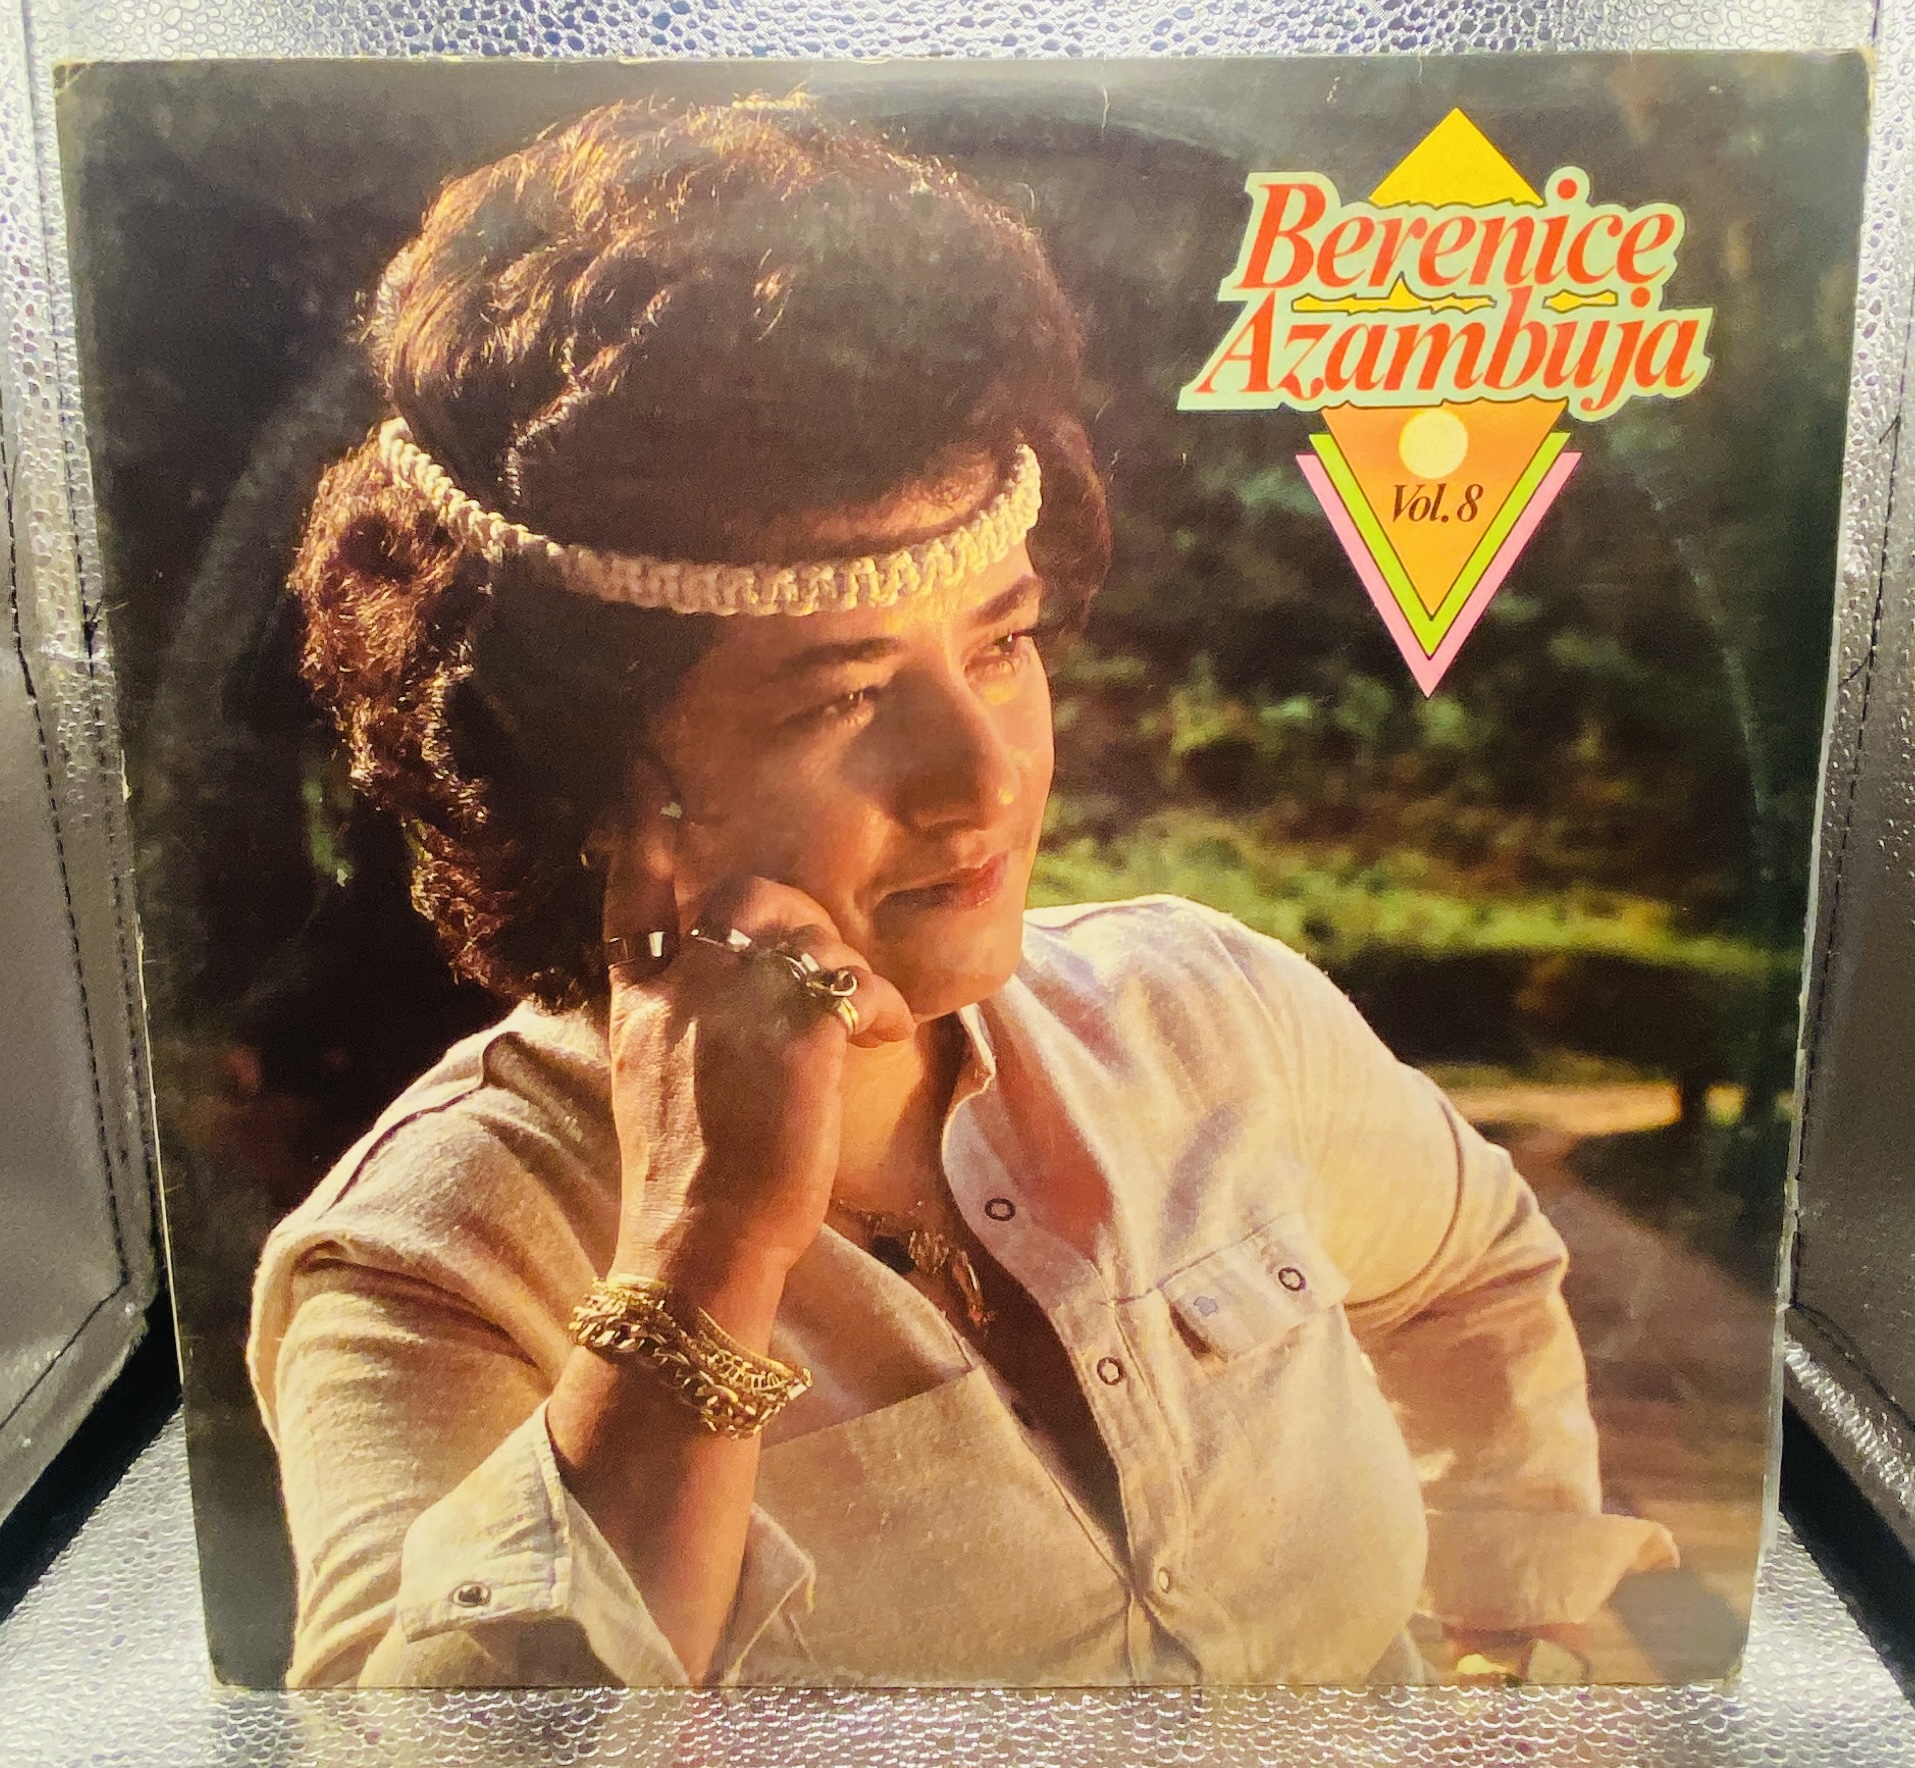 Berenice
Azambuja
Vol. 8